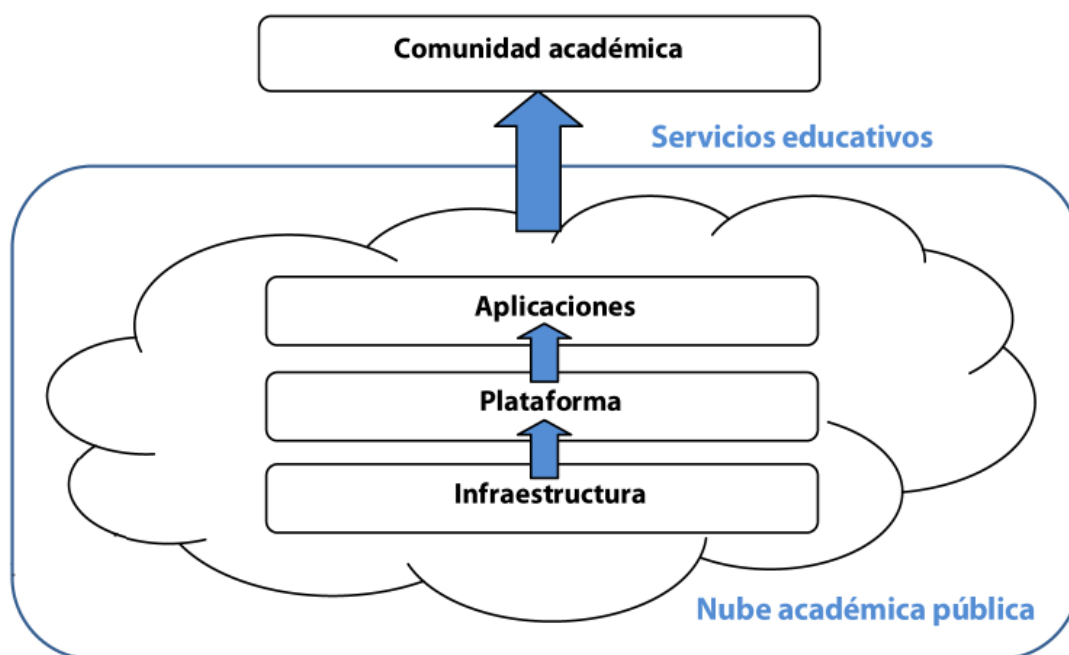 Comunidad académica
Servicios educativos
Aplicaciones
Plataforma
Infraestructura
Nube académica pública